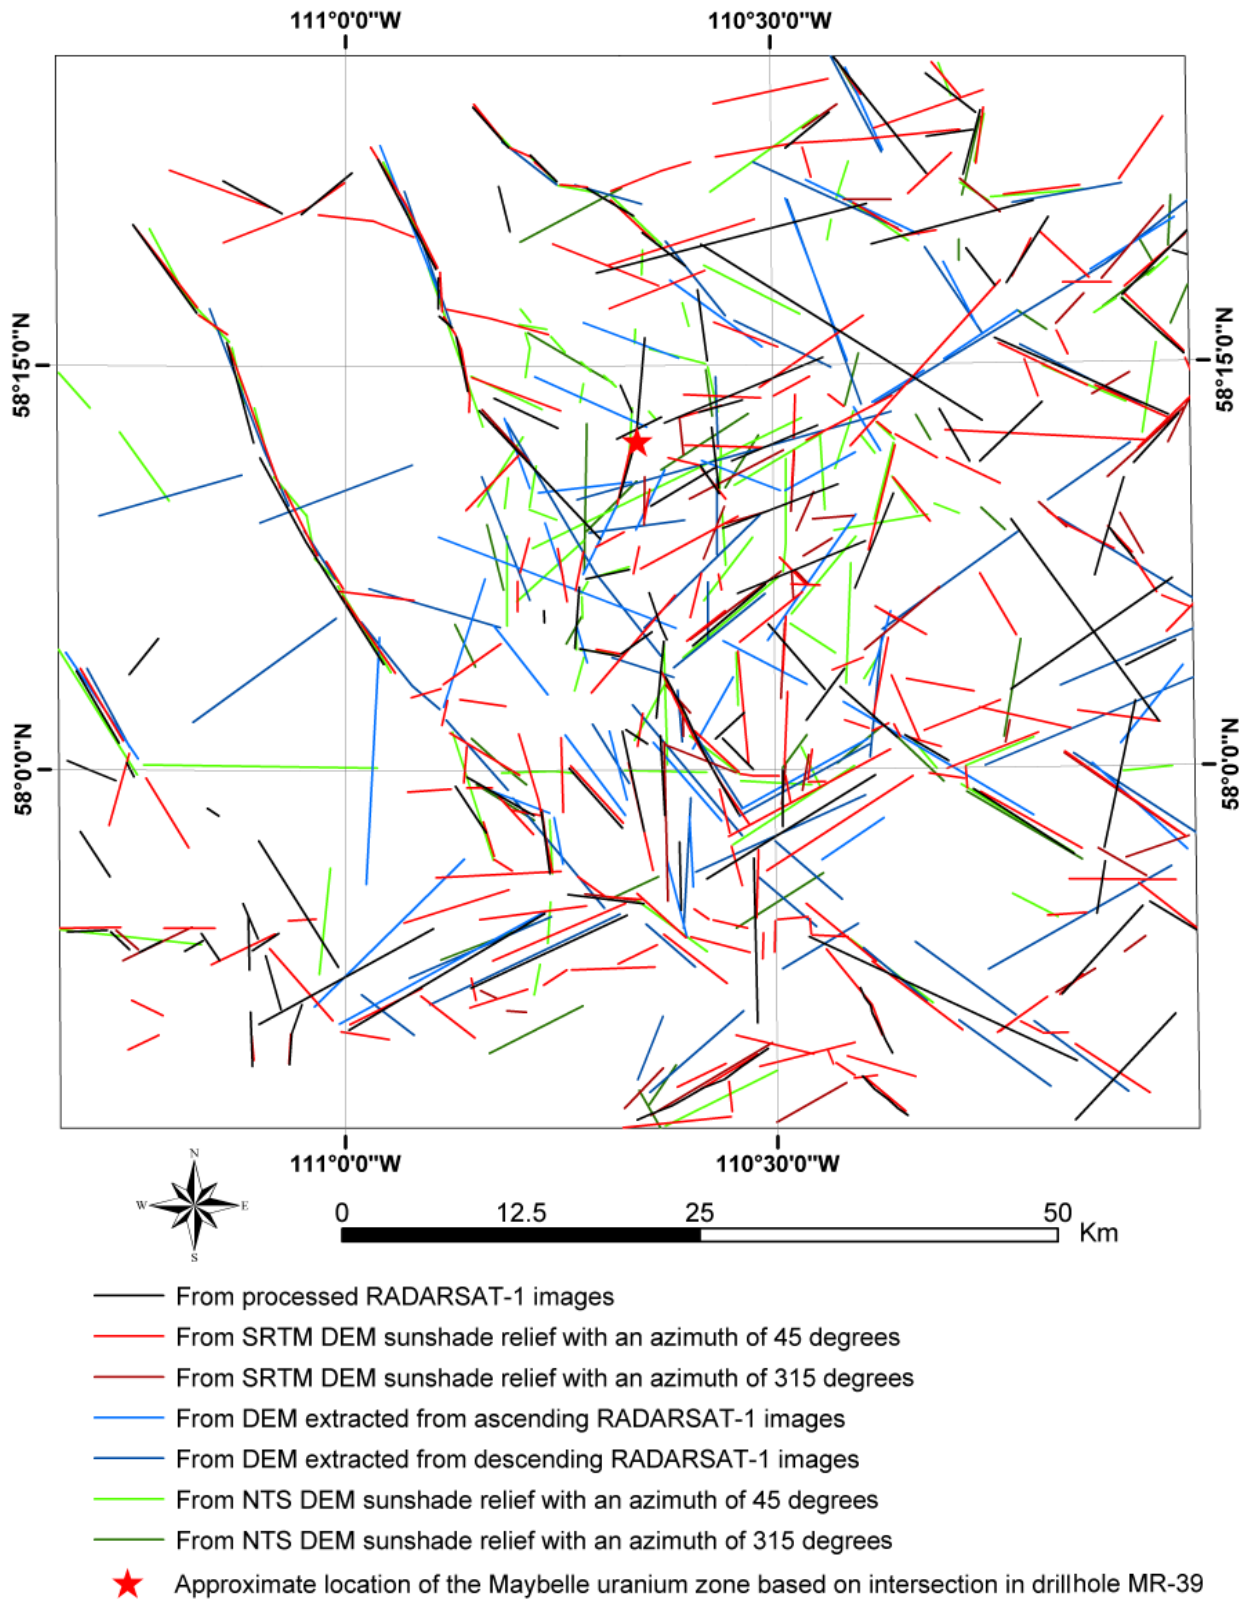 111°0'0"W 110°30'0"W
58°15'0"N 58°15'0"N
58°0'0"N 58°0'0"N
111°0'0"W 110°30'0"W
N
W E
S
0 12.5 25 50 Km
From processed RADARSAT-1 images
From SRTM DEM sunshade relief with an azimuth of 45 degrees
From SRTM DEM sunshade relief with an azimuth of 315 degrees
From DEM extracted from ascending RADARSAT-1 images
From DEM extracted from descending RADARSAT-1 images
From NTS DEM sunshade relief with an azimuth of 45 degrees
From NTS DEM sunshade relief with an azimuth of 315 degrees
Approximate location of the Maybelle uranium zone based on intersection in drillhole MR-39